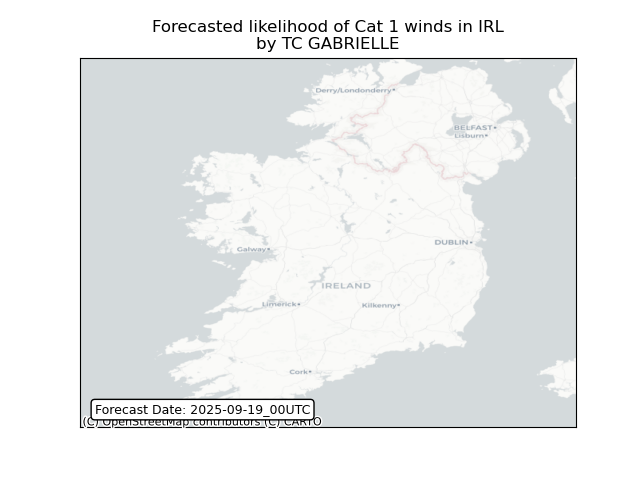 Forecasted likelihood of Cat 1 winds in IRL
by TC GABRIELLE
Derry/Londonderry
BELFAST
Lisburn
Galway
DUBLIN
IRELAND
Limerick
Kilkenny
Cork
Forecast Date: 2025-09-19_00UTC
(C) OpenStreetMap contributors (C) CARTO